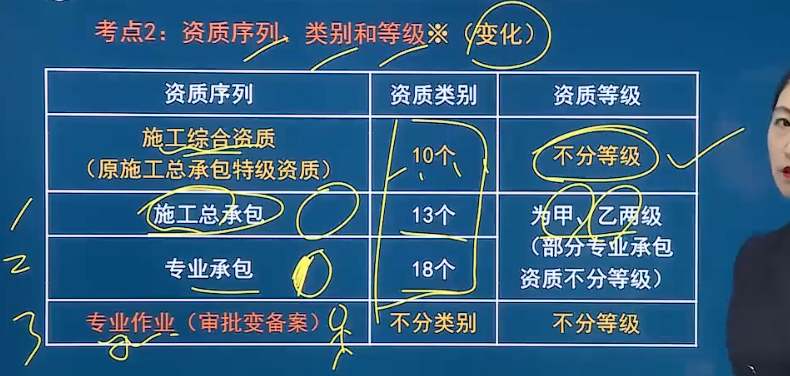 考点2：资质序列、类别和等级※（变化）
资质序列 资质类别 资质等级
施工综合资质
（原施工总承包特级资质）
10个
不分等级
1 施工总承包 13个
为甲、乙两级
（部分专业承包
资质不分等级）
2 专业承包 18个
3 专业作业（审批变备案） 不分类别 不分等级